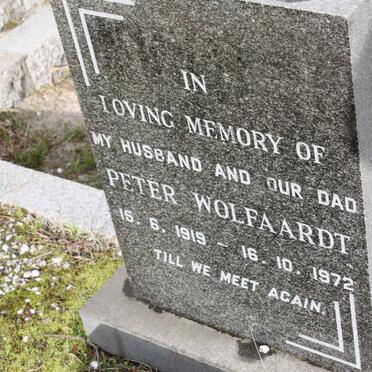 IN
LOVING MEMORY OF
MY HUSBAND AND OUR DAD
PETER WOLFAARDT
15. 6. 1919 - 16. 10. 1972
TILL WE MEET AGAIN.